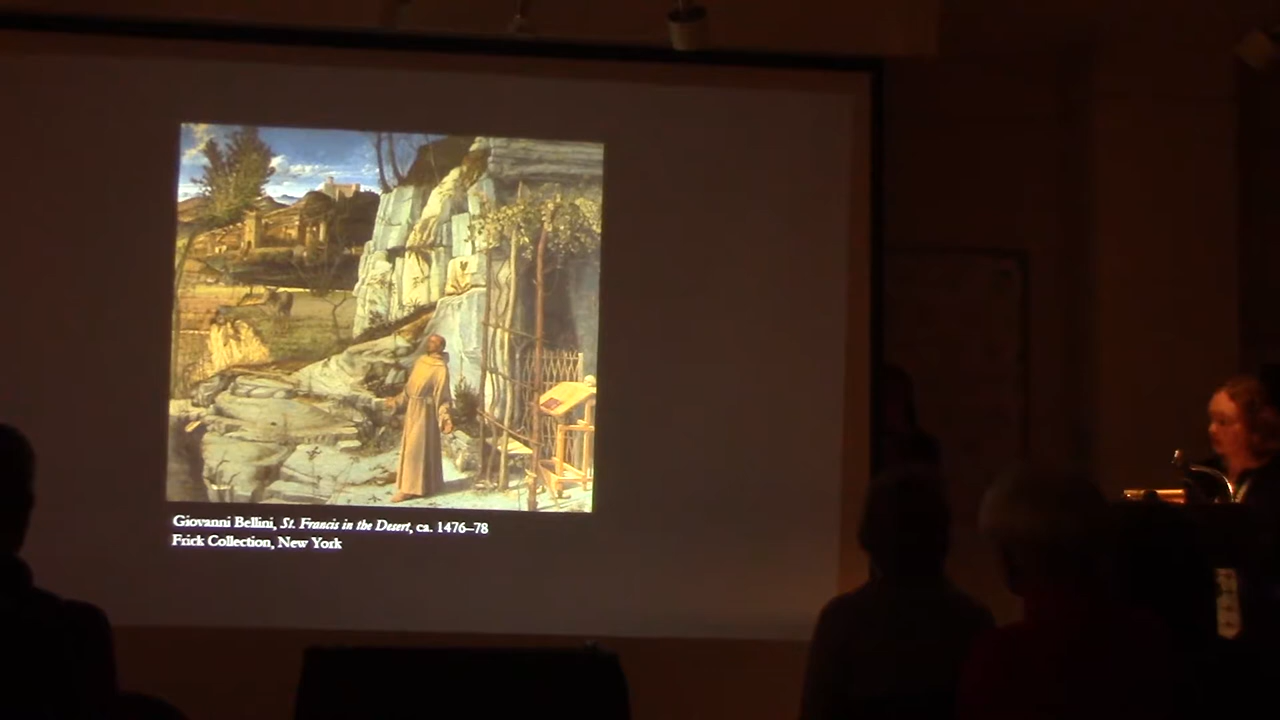 Giovanni Bellini, St. Francis in the Desert, ca. 1476–78
Frick Collection, New York